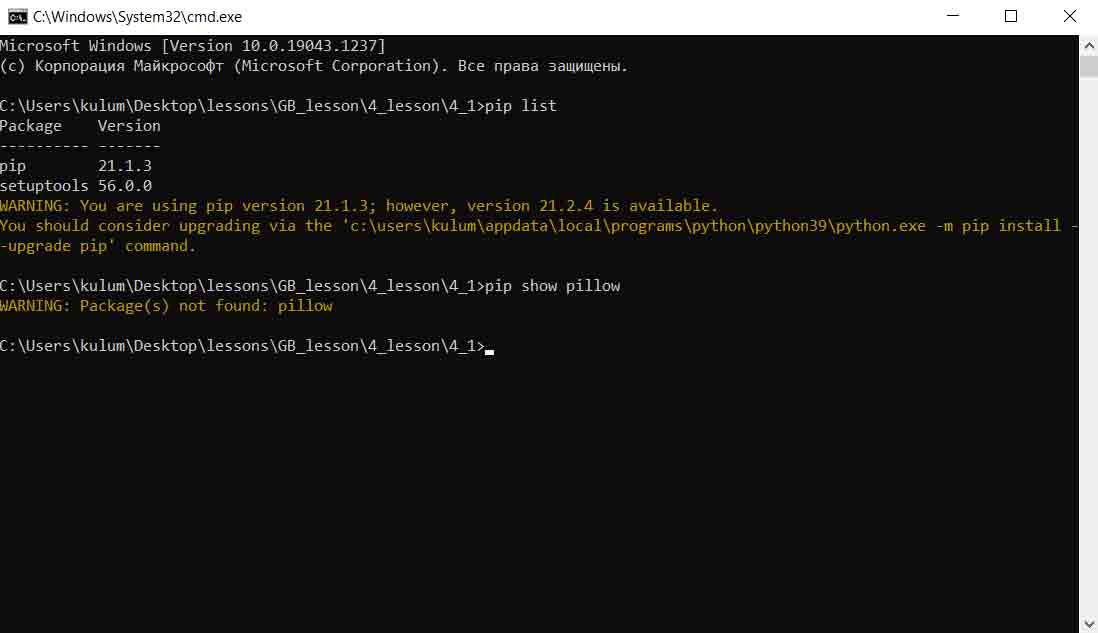 C:\Windows\System32\cmd.exe
Microsoft Windows [Version 10.0.19043.1237]
(c) Корпорация Майкрософт (Microsoft Corporation). Все права защищены.
C:\Users\kulum\Desktop\lessons\GB_lesson\4_lesson\4_1>pip list
Package    Version
---------- -------
pip        21.1.3
setuptools 56.0.0
WARNING: You are using pip version 21.1.3; however, version 21.2.4 is available.
You should consider upgrading via the 'c:\users\kulum\appdata\local\programs\python\python39\python.exe -m pip install -
-upgrade pip' command.
C:\Users\kulum\Desktop\lessons\GB_lesson\4_lesson\4_1>pip show pillow
WARNING: Package(s) not found: pillow
C:\Users\kulum\Desktop\lessons\GB_lesson\4_lesson\4_1>